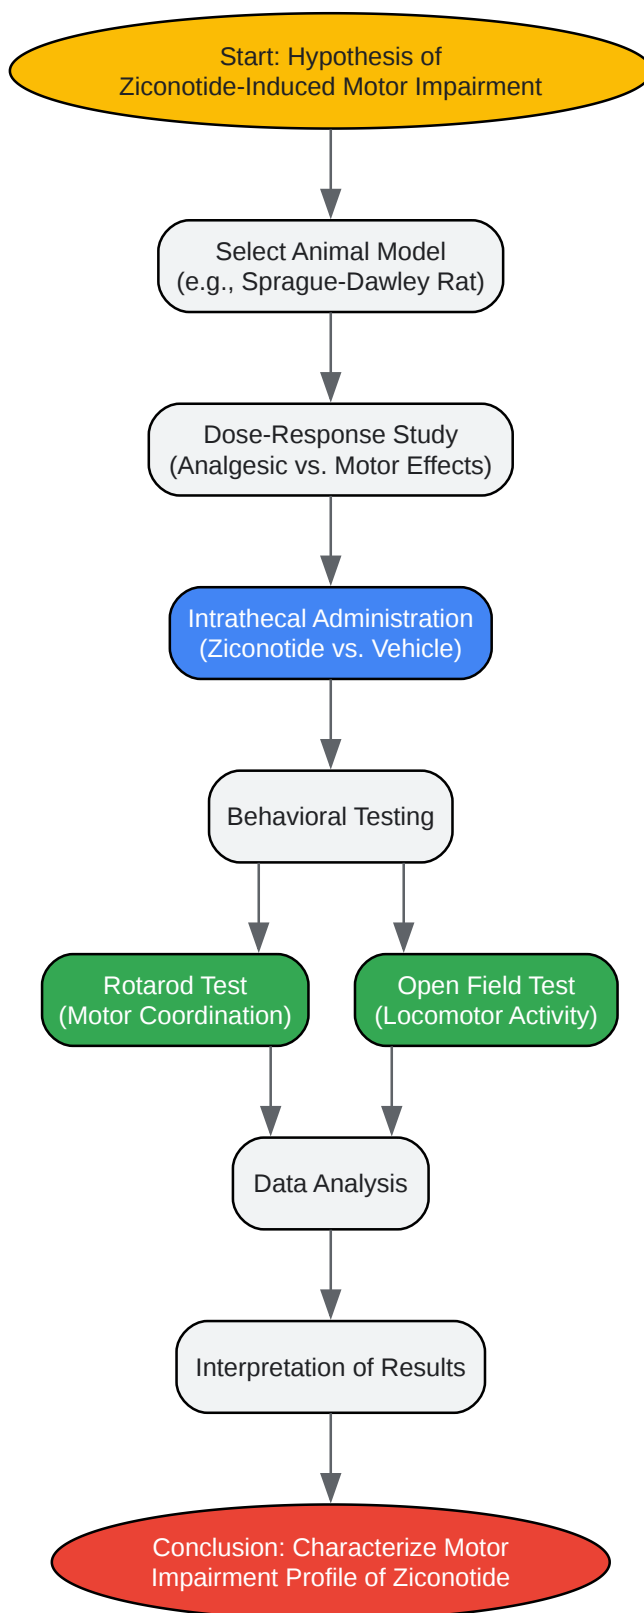 Start: Hypothesis of
Ziconotide-Induced Motor Impairment
Select Animal Model
(e.g., Sprague-Dawley Rat)
Dose-Response Study
(Analgesic vs. Motor Effects)
Intrathecal Administration
(Ziconotide vs. Vehicle)
Behavioral Testing
Rotarod Test
(Motor Coordination)
Open Field Test
(Locomotor Activity)
Data Analysis
Interpretation of Results
Conclusion: Characterize Motor
Impairment Profile of Ziconotide